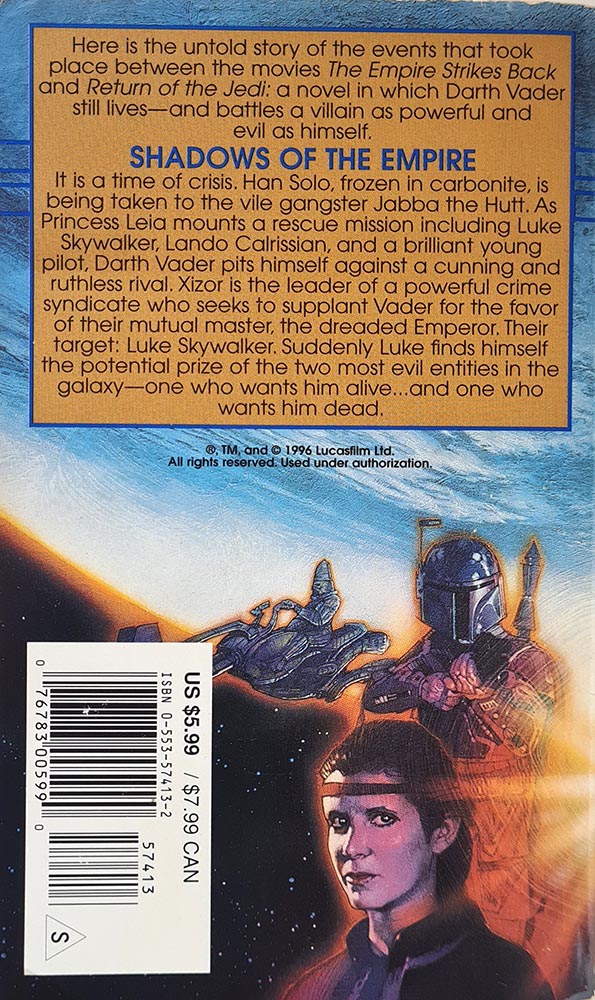 Here is the untold story of the events that took
place between the movies The Empire Strikes Back
and Return of the Jedi: a novel in which Darth Vader
still lives—and battles a villain as powerful and
evil as himself.
SHADOWS OF THE EMPIRE
It is a time of crisis. Han Solo, frozen in carbonite, is
being taken to the vile gangster Jabba the Hutt. As
Princess Leia mounts a rescue mission including Luke
Skywalker, Lando Calrissian, and a brilliant young
pilot, Darth Vader pits himself against a cunning and
ruthless rival. Xizor is the leader of a powerful crime
syndicate who seeks to supplant Vader for the favor
of their mutual master, the dreaded Emperor. Their
target: Luke Skywalker. Suddenly Luke finds himself
the potential prize of the two most evil entities in the
galaxy—one who wants him alive...and one who
wants him dead.
®, TM, and © 1996 Lucasfilm Ltd.
All rights reserved. Used under authorization.
US $5.99 / $7.99 CAN
ISBN 0-553-57413-2
0 76783 00599 0
57413
S